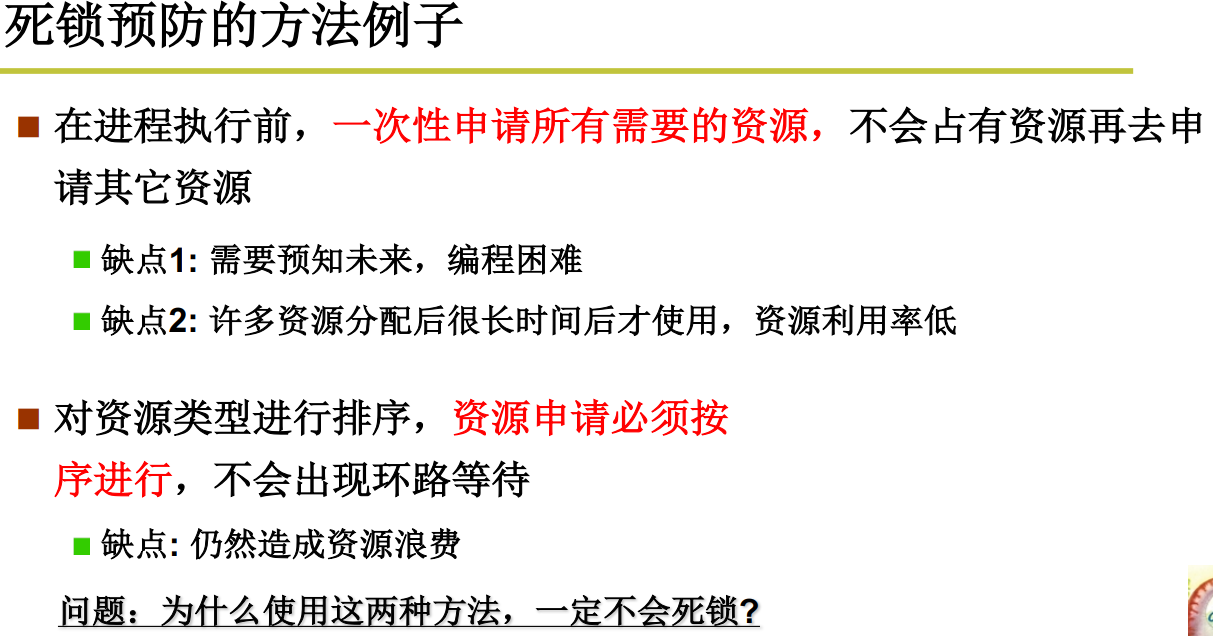 死锁预防的方法例子
在进程执行前，一次性申请所有需要的资源，不会占有资源再去申
请其它资源
缺点1: 需要预知未来，编程困难
缺点2: 许多资源分配后很长时间后才使用，资源利用率低
对资源类型进行排序，资源申请必须按
序进行，不会出现环路等待
缺点: 仍然造成资源浪费
问题：为什么使用这两种方法，一定不会死锁?